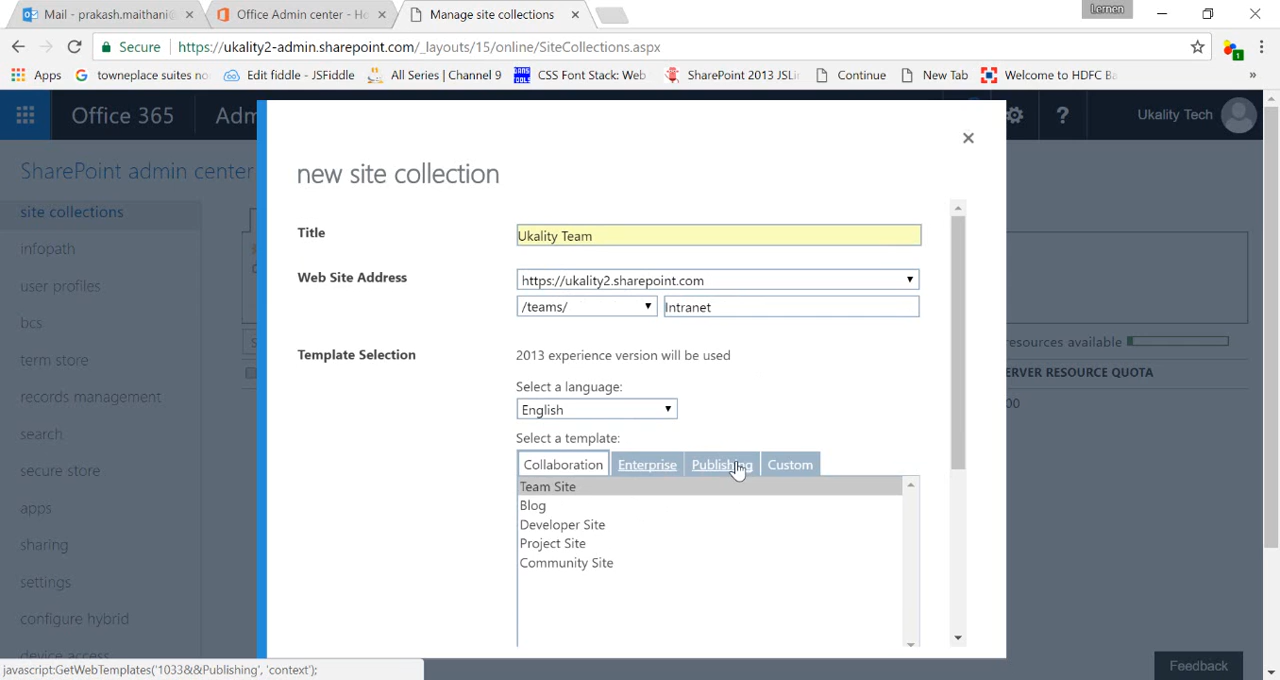 Mail - prakash.maithani
Office Admin center - H
Manage site collections
Lernen
Secure
https://ukality2-admin.sharepoint.com/_layouts/15/online/SiteCollections.aspx
1
Apps
towneplace suites no
Edit fiddle - JSFiddle
All Series | Channel 9
CSS Font Stack: Web
SharePoint 2013 JSLi
Continue
New Tab
Welcome to HDFC Ba
»
Office 365
Adm
?
Ukality Tech
SharePoint admin center
site collections
infopath
user profiles
bcs
term store
records management
search
secure store
apps
sharing
settings
configure hybrid
device access
new site collection
Title
Ukality Team
Web Site Address
https://ukality2.sharepoint.com
/teams/
Intranet
Template Selection
2013 experience version will be used
Select a language:
English
Select a template:
Collaboration Enterprise Publishing Custom
Team Site
Blog
Developer Site
Project Site
Community Site
resources available
ERVER RESOURCE QUOTA
00
Feedback
javascript:GetWebTemplates('1033&&Publishing', 'context');